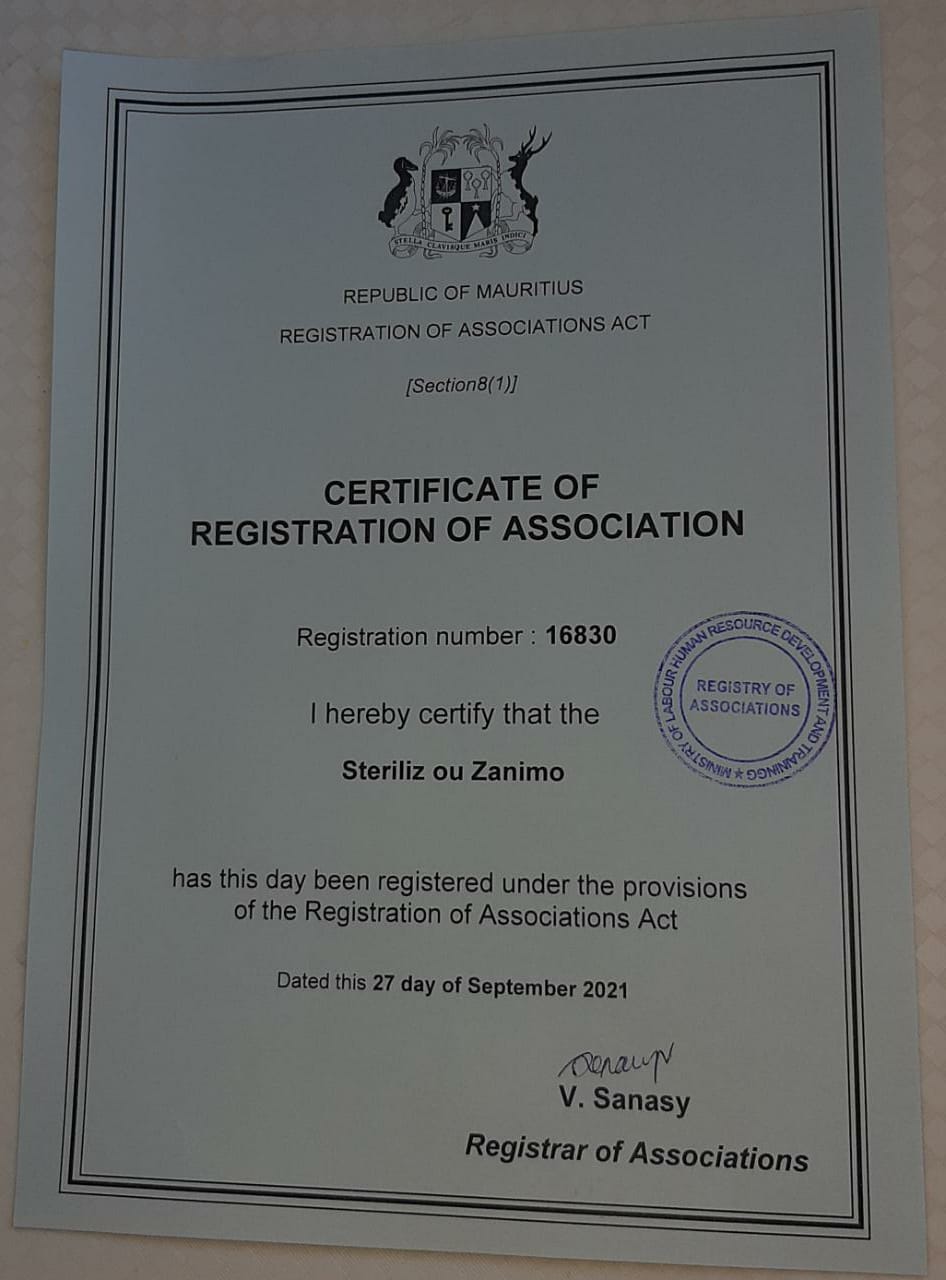 STELLA CLAVISQUE MARIS INDICI
REPUBLIC OF MAURITIUS
REGISTRATION OF ASSOCIATIONS ACT
[Section8(1)]
CERTIFICATE OF
REGISTRATION OF ASSOCIATION
Registration number : 16830
MINISTRY OF LABOUR HUMAN RESOURCE DEVELOPMENT AND TRAININGG
REGISTRY OF
ASSOCIATIONS
I hereby certify that the
Steriliz ou Zanimo
has this day been registered under the provisions
of the Registration of Associations Act
Dated this 27 day of September 2021
V. Sanasy
Registrar of Associations